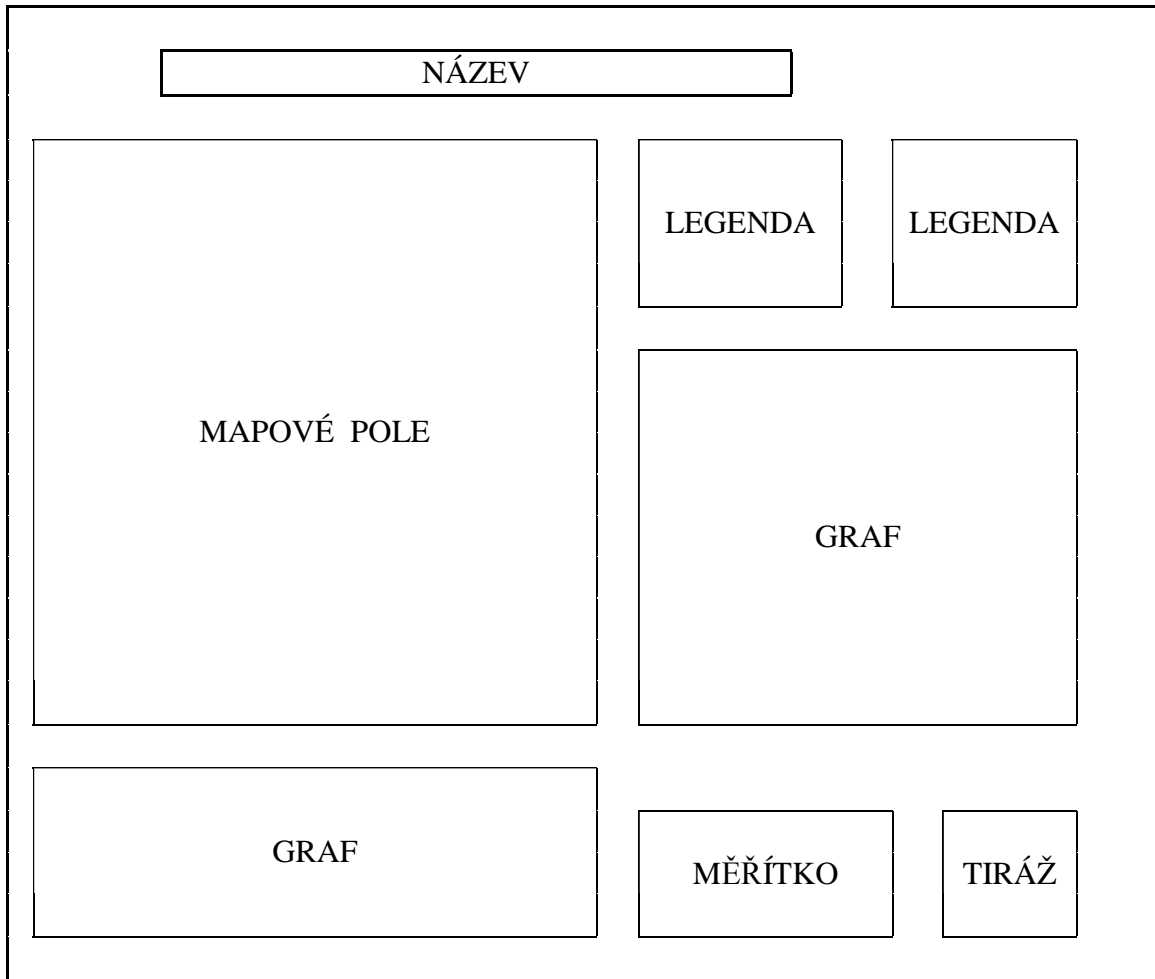 NÁZEV
LEGENDA
LEGENDA
MAPOVÉ POLE
GRAF
GRAF
MĚŘÍTKO
TIRÁŽ